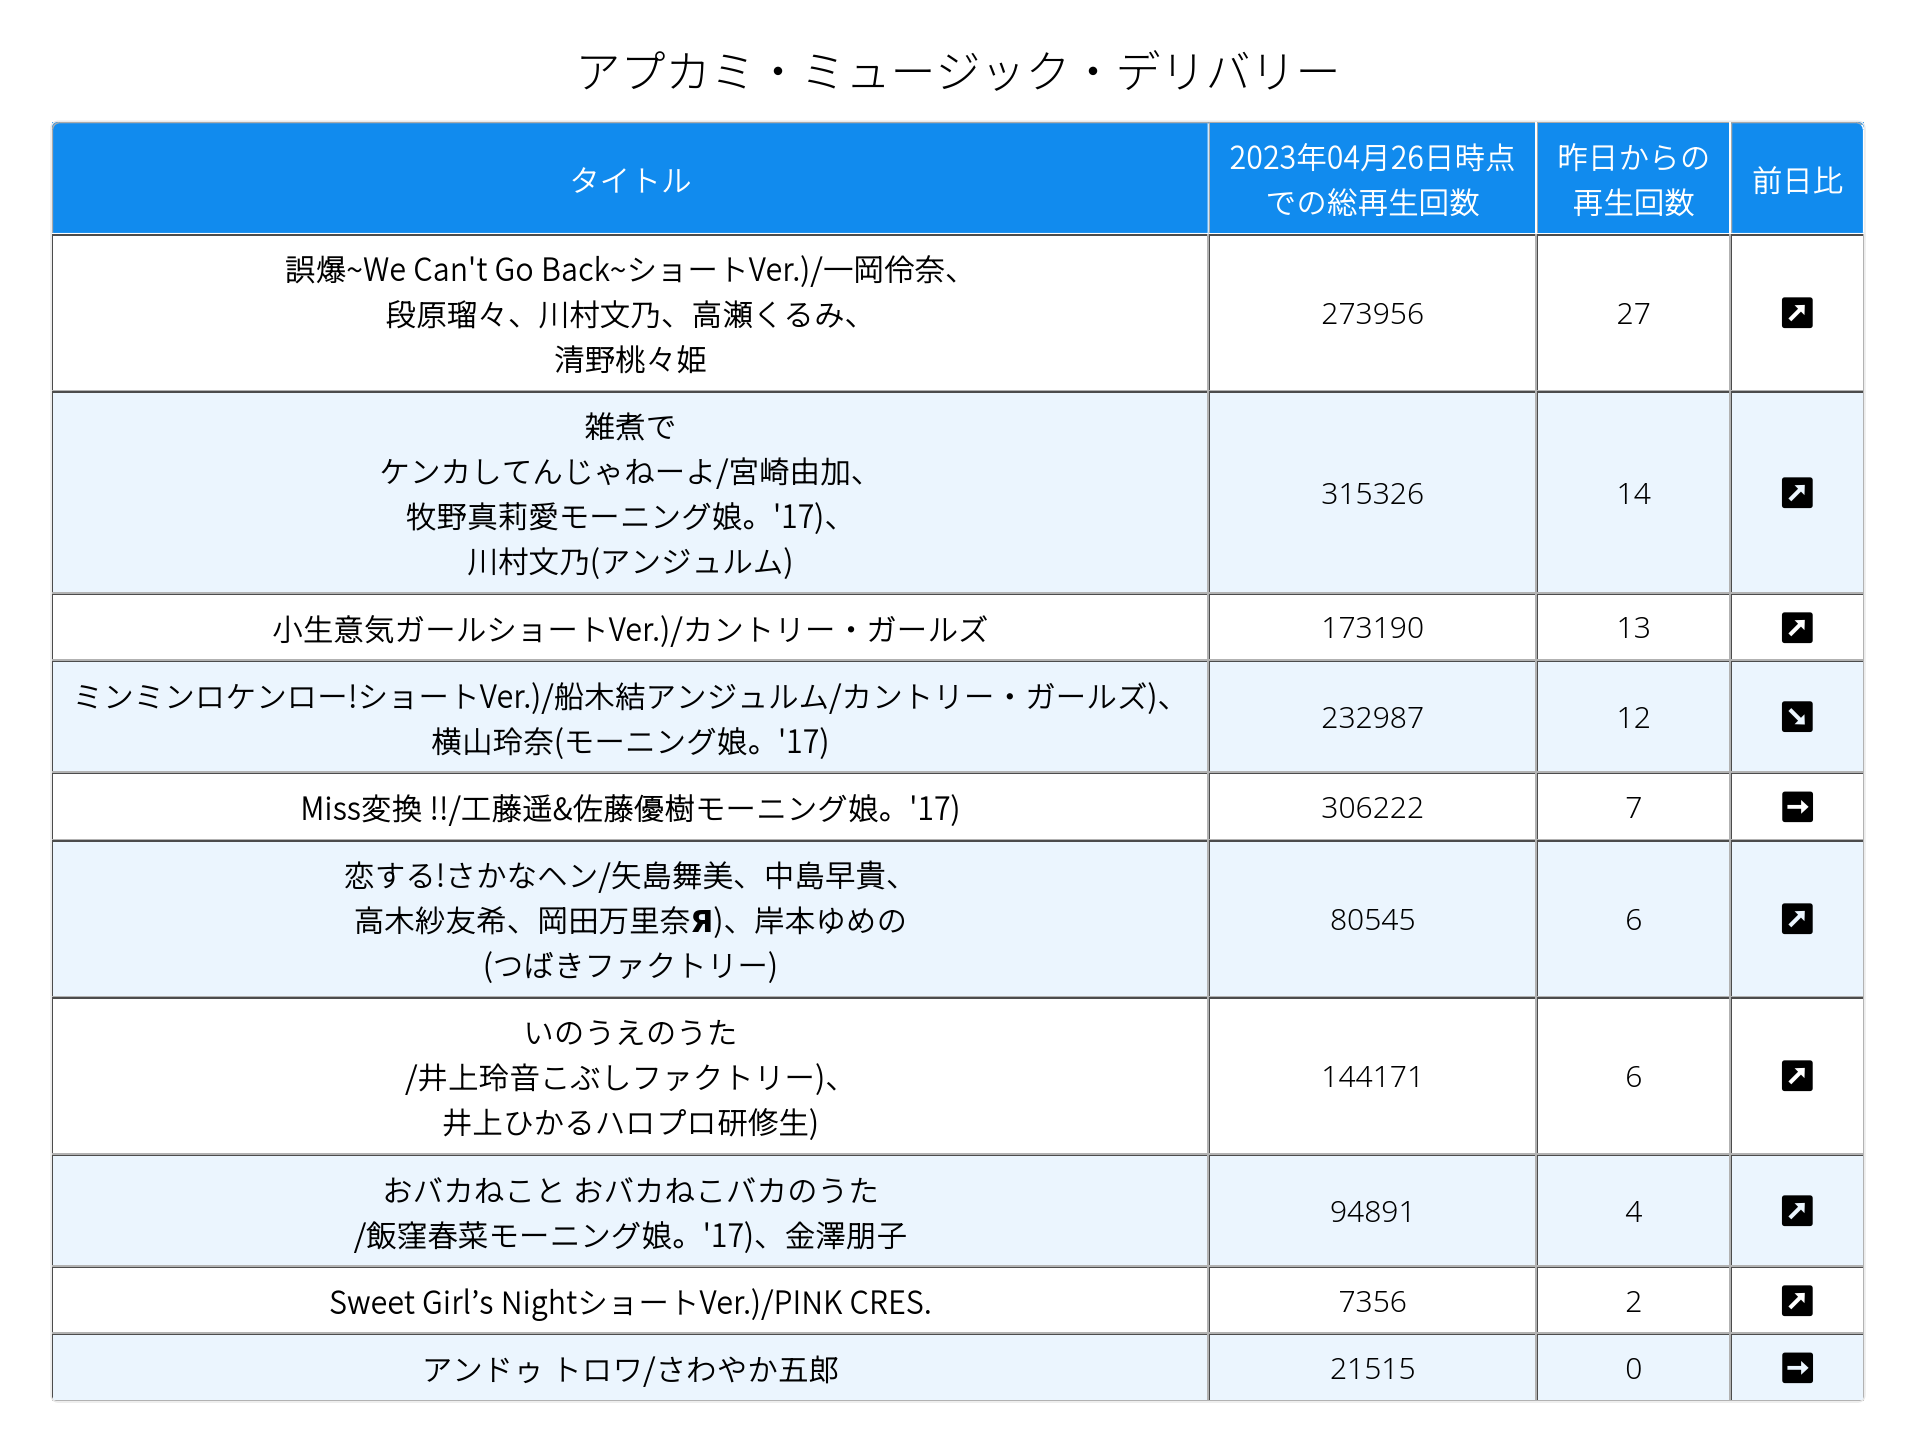 アプカミ・ミュージック・デリバリー
タイトル
2023年04月26日時点
での総再生回数
昨日からの
再生回数
前日比
誤爆~We Can't Go Back~ショートVer.)/一岡伶奈、
段原瑠々、川村文乃、高瀬くるみ、
清野桃々姫
273956
27
雑煮で
ケンカしてんじゃねーよ/宮崎由加、
牧野真莉愛モーニング娘。'17)、
川村文乃(アンジュルム)
315326
14
小生意気ガールショートVer.)/カントリー・ガールズ
173190
13
ミンミンロケンロー!ショートVer.)/船木結アンジュルム/カントリー・ガールズ)、
横山玲奈(モーニング娘。'17)
232987
12
Miss変換 !!/工藤遥&佐藤優樹モーニング娘。'17)
306222
7
恋する!さかなヘン/矢島舞美、中島早貴、
高木紗友希、岡田万里奈Я)、岸本ゆめの
(つばきファクトリー)
80545
6
いのうえのうた
/井上玲音こぶしファクトリー)、
井上ひかるハロプロ研修生)
144171
6
おバカねこと おバカねこバカのうた
/飯窪春菜モーニング娘。'17)、金澤朋子
94891
4
Sweet Girl’s NightショートVer.)/PINK CRES.
7356
2
アンドゥ トロワ/さわやか五郎
21515
0